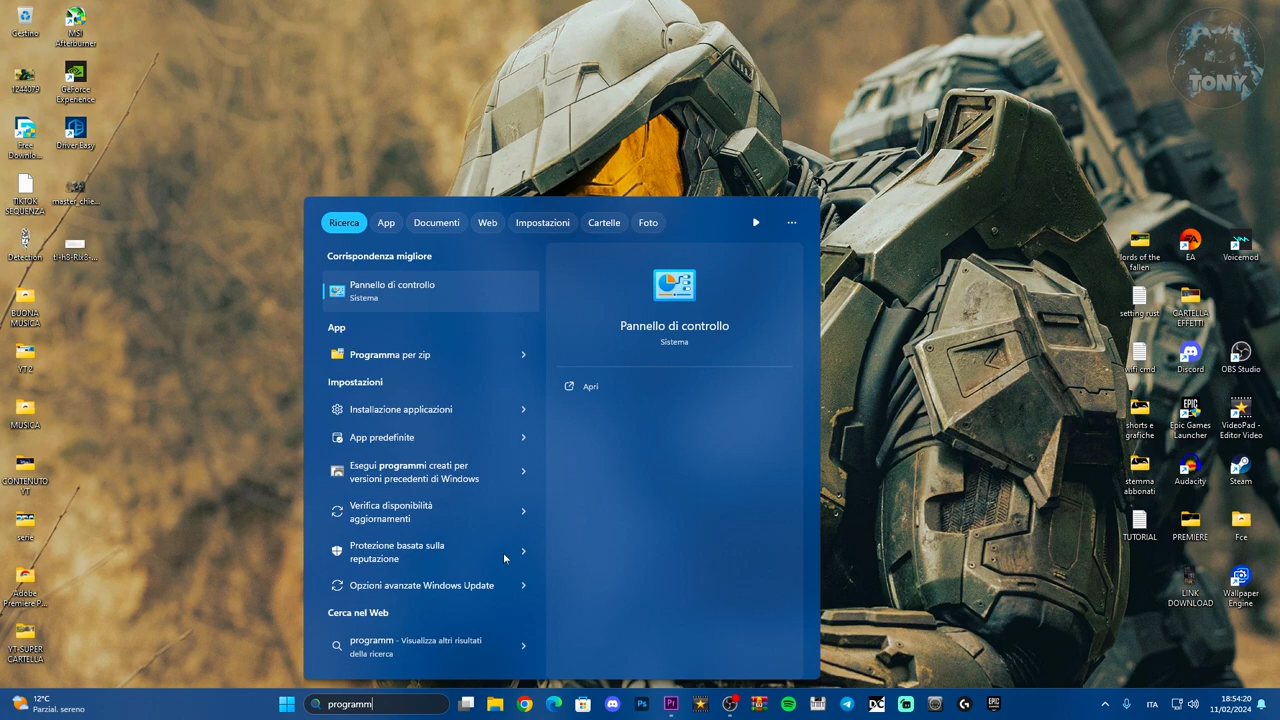 Cestino
MSI
Afterburner
1244079
GeForce
Experience
Free
Downlo...
Driver Easy
TIKTOK
SEQUENZA
master_chie...
Detection
BUONA
MUSICA
YT 2
MUSICA
CONTENUTO
YT
serie
Adobe
Premiere P...
YT-SUPER
CARTELLA
TONY
Ricerca
App
Documenti
Web
Impostazioni
Cartelle
Foto
Corrispondenza migliore
Pannello di controllo
Sistema
App
Programma per zip
Impostazioni
Installazione applicazioni
App predefinite
Esegui programmi creati per
versioni precedenti di Windows
Verifica disponibilità
aggiornamenti
Protezione basata sulla
reputazione
Opzioni avanzate Windows Update
Cerca nel Web
programm - Visualizza altri risultati
della ricerca
Pannello di controllo
Sistema
Apri
lords of the
fallen
EA
Voicemod
setting rust
CARTELLA
EFFETTI
wifi cmd
Discord
OBS Studio
shorts e
grafiche
EPIC
Epic Games
Launcher
VideoPad -
Editor Video
stemma
abbonati
Audacity
Steam
TUTORIAL
PREMIERE
Fce
LINK
DOWNLOAD
Wallpaper
Engine
12°C
Parzial. sereno
programm
Ps
Pr
EPIC
ITA
18:54:20
11/02/2024